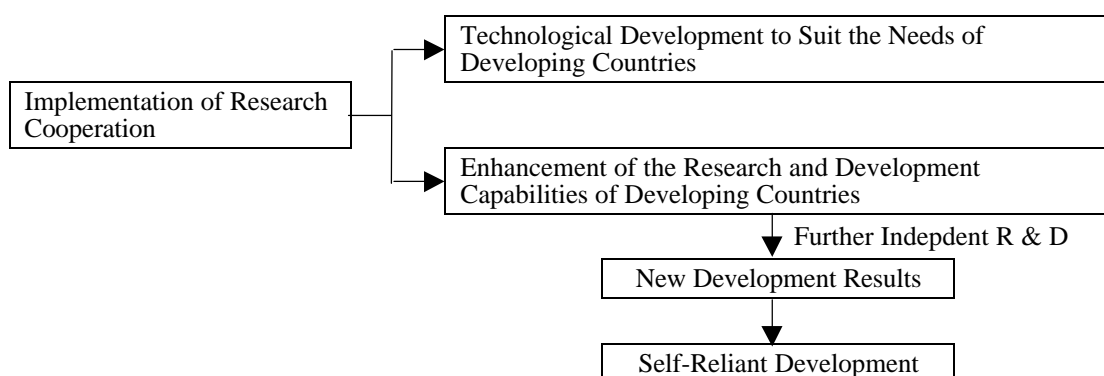 Technological Development to Suit the Needs of
Developing Countries
Implementation of Research
Cooperation
Enhancement of the Research and Development
Capabilities of Developing Countries
Further Indepdent R & D
New Development Results
Self-Reliant Development